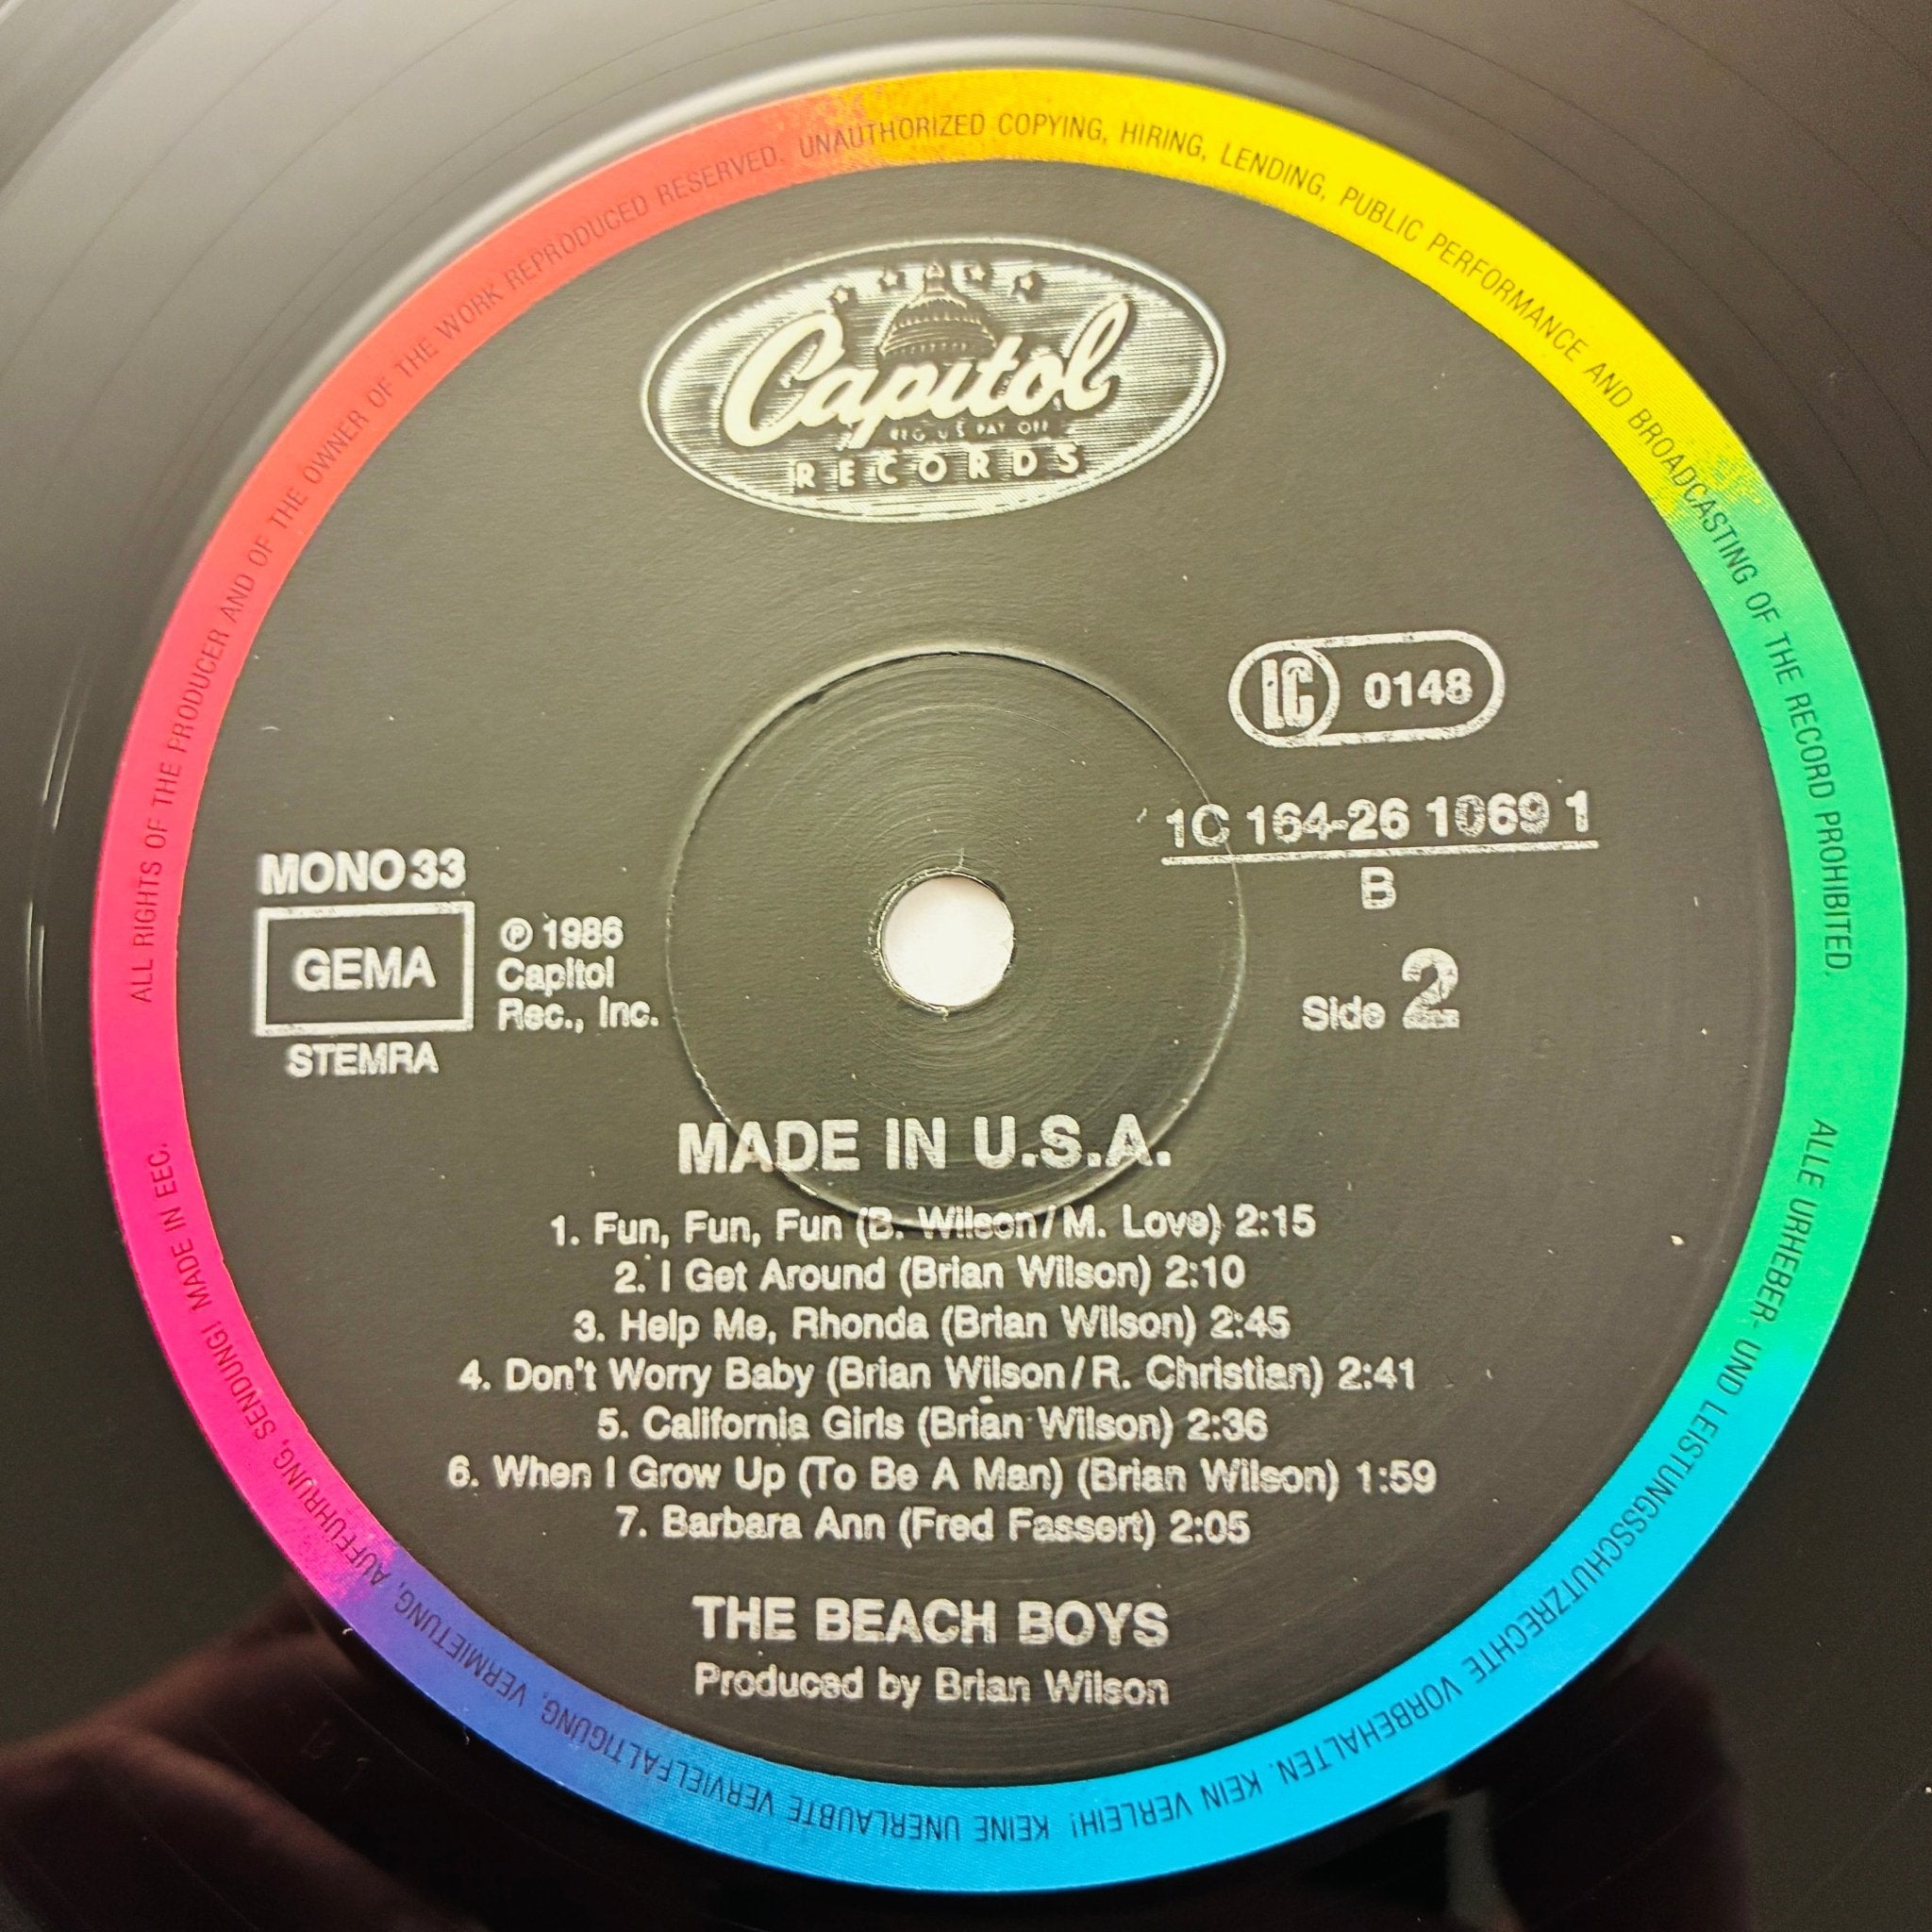 ALL RIGHTS OF THE PRODUCER AND OF THE OWNER OF THE WORK REPRODUCED RESERVED. UNAUTHORIZED COPYING, HIRING, LENDING, PUBLIC PERFORMANCE AND BROADCASTING OF THE RECORD PROHIBITED.
Capitol
REG. U.S. PAT. OFF.
RECORDS
LC 0148
1C 164-26 1069 1
B
Side 2
MONO 33
GEMA
STEMRA
℗ 1986
Capitol
Rec., Inc.
MADE IN U.S.A.
1. Fun, Fun, Fun (B. Wilson/M. Love) 2:15
2. I Get Around (Brian Wilson) 2:10
3. Help Me, Rhonda (Brian Wilson) 2:45
4. Don't Worry Baby (Brian Wilson/R. Christian) 2:41
5. California Girls (Brian Wilson) 2:36
6. When I Grow Up (To Be A Man) (Brian Wilson) 1:59
7. Barbara Ann (Fred Fassert) 2:05
THE BEACH BOYS
Produced by Brian Wilson
ALLE URHEBER- UND LEISTUNGSSCHUTZRECHTE VORBEHALTEN. KEIN VERLEIH! KEINE UNERLAUBTE VERVIELFÄLTIGUNG, VERMIETUNG, AUFFÜHRUNG, SENDUNG! MADE IN EEC.